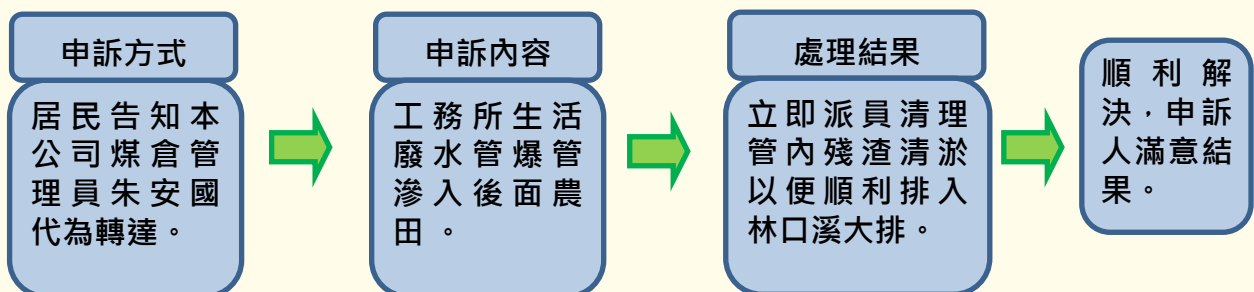 申訴方式
居民告知本
公司煤倉管
理員朱安國
代為轉達。
申訴內容
工務所生活
廢水管爆管
滲入後面農
田。
處理結果
立即派員清理
管內殘渣清淤
以便順利排入
林口溪大排。
順利解
決，申訴
人滿意結
果。